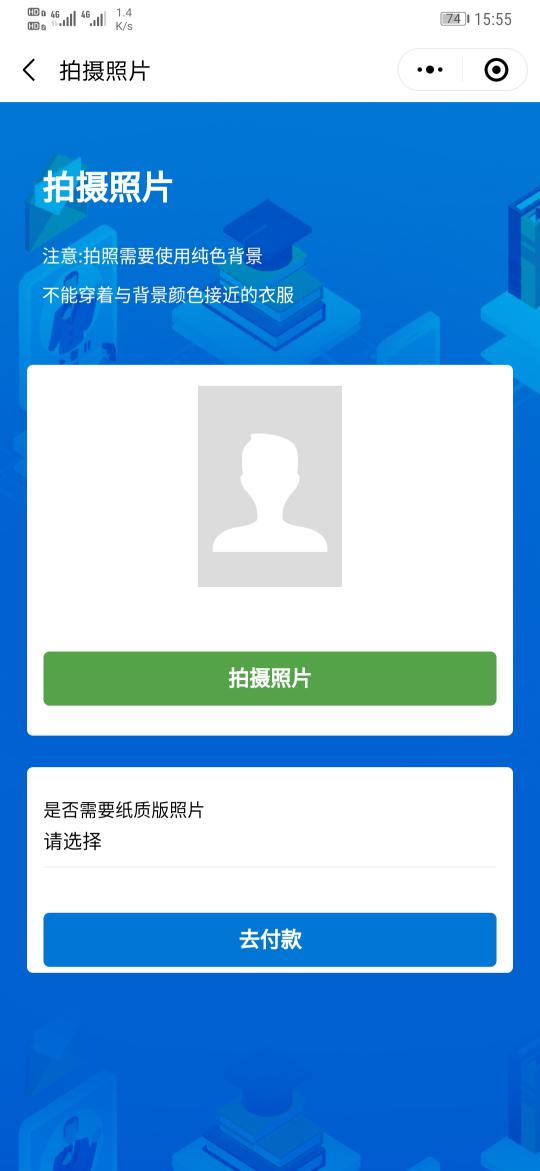 HD 4G 4G 1.4
HD K/s 74 15:55
拍摄照片
拍摄照片
注意:拍照需要使用纯色背景
不能穿着与背景颜色接近的衣服
拍摄照片
是否需要纸质版照片
请选择
去付款